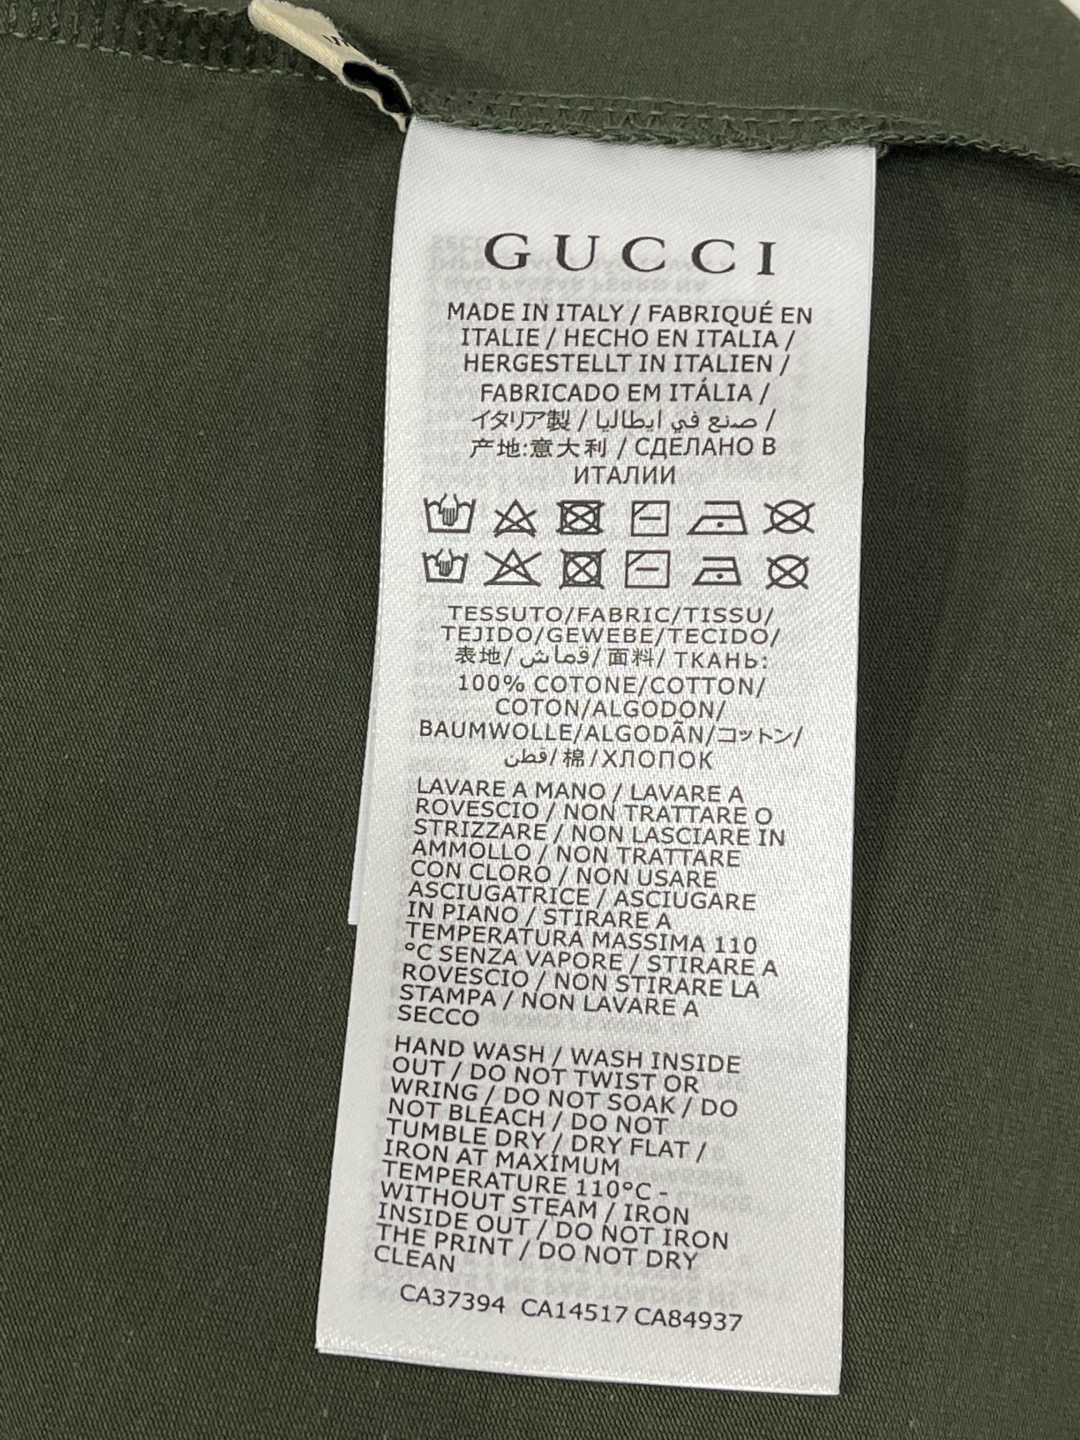 GUCCI
MADE IN ITALY / FABRIQUÉ EN
ITALIE / HECHO EN ITALIA /
HERGESTELLT IN ITALIEN /
FABRICADO EM ITÁLIA /
イタリア製 / صنع في ايطاليا /
产地:意大利 / СДЕЛАНО В
ИТАЛИИ
TESSUTO/FABRIC/TISSU/
TEJIDO/GEWEBE/TECIDO/
表地/ قماش/ 面料/ ТКАНЬ:
100% COTONE/COTTON/
COTON/ALGODON/
BAUMWOLLE/ALGODÃN/コットン/
قطن/ 棉/ХЛОПОК
LAVARE A MANO / LAVARE A
ROVESCIO / NON TRATTARE O
STRIZZARE / NON LASCIARE IN
AMMOLLO / NON TRATTARE
CON CLORO / NON USARE
ASCIUGATRICE / ASCIUGARE
IN PIANO / STIRARE A
TEMPERATURA MASSIMA 110
°C SENZA VAPORE / STIRARE A
ROVESCIO / NON STIRARE LA
STAMPA / NON LAVARE A
SECCO
HAND WASH / WASH INSIDE
OUT / DO NOT TWIST OR
WRING / DO NOT SOAK / DO
NOT BLEACH / DO NOT
TUMBLE DRY / DRY FLAT /
IRON AT MAXIMUM
TEMPERATURE 110°C -
WITHOUT STEAM / IRON
INSIDE OUT / DO NOT IRON
THE PRINT / DO NOT DRY
CLEAN
CA37394 CA14517 CA84937